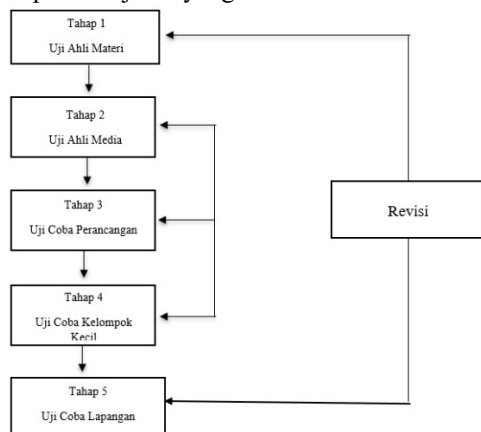 Tahap 1
Uji Ahli Materi
Tahap 2
Uji Ahli Media
Tahap 3
Uji Coba Perancangan
Tahap 4
Uji Coba Kelompok
Kecil
Tahap 5
Uji Coba Lapangan
Revisi